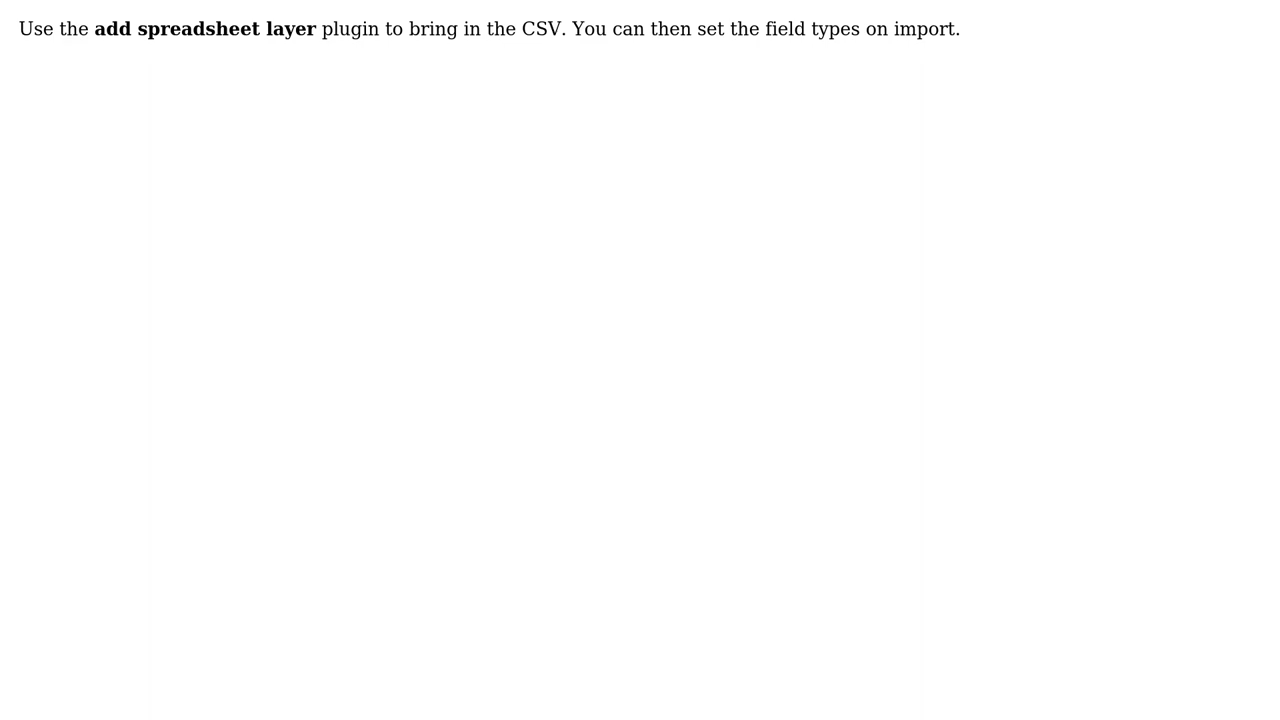 Use the add spreadsheet layer plugin to bring in the CSV. You can then set the field types on import.